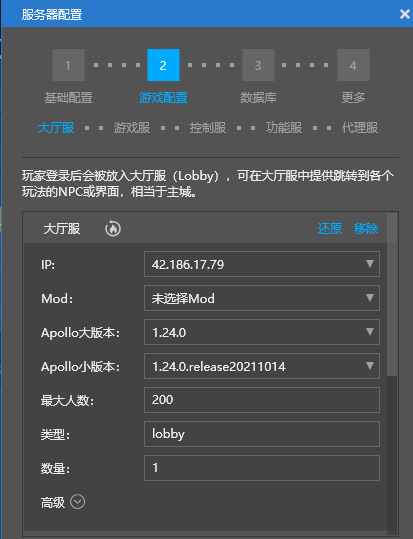 服务器配置
1 2 3 4
基础配置 游戏配置 数据库 更多
大厅服 游戏服 控制服 功能服 代理服
玩家登录后会被放入大厅服（Lobby），可在大厅服中提供跳转到各个
玩法的NPC或界面，相当于主城。
大厅服 还原 移除
IP: 42.186.17.79
Mod: 未选择Mod
Apollo大版本: 1.24.0
Apollo小版本: 1.24.0.release20211014
最大人数: 200
类型: lobby
数量: 1
高级